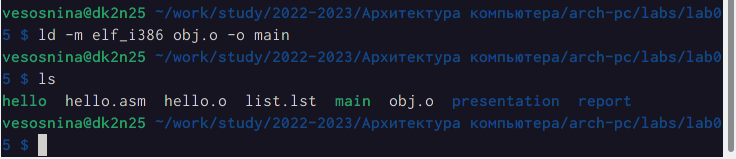 vesosnina@dk2n25 ~/work/study/2022-2023/Архитектура компьютера/arch-pc/labs/lab0
5 $ ld -m elf_i386 obj.o -o main
vesosnina@dk2n25 ~/work/study/2022-2023/Архитектура компьютера/arch-pc/labs/lab0
5 $ ls
hello  hello.asm  hello.o  list.lst  main  obj.o  presentation  report
vesosnina@dk2n25 ~/work/study/2022-2023/Архитектура компьютера/arch-pc/labs/lab0
5 $